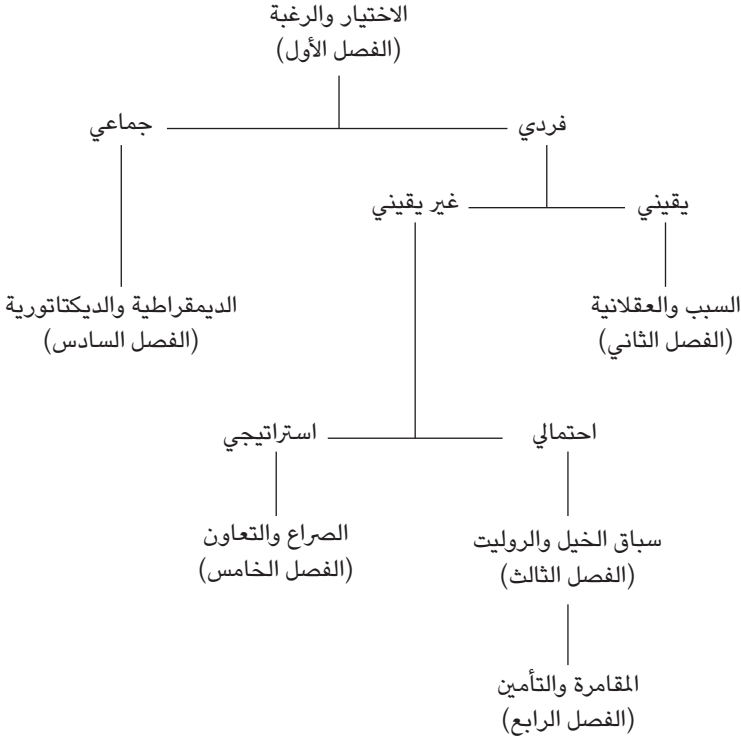 الاختيار والرغبة
(الفصل الأول)
فردي
جماعي
يقيني
غير يقيني
السبب والعقلانية
(الفصل الثاني)
الديمقراطية والديكتاتورية
(الفصل السادس)
احتمالي
استراتيجي
سباق الخيل والروليت
(الفصل الثالث)
الصراع والتعاون
(الفصل الخامس)
المقامرة والتأمين
(الفصل الرابع)